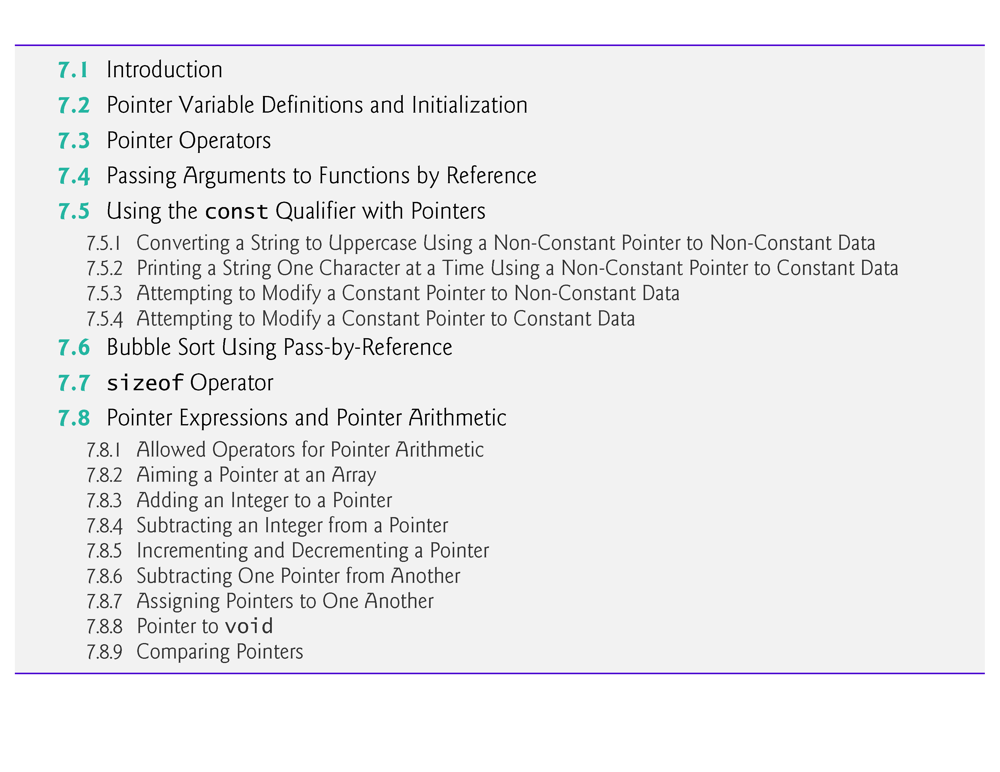 7.1 Introduction
7.2 Pointer Variable Definitions and Initialization
7.3 Pointer Operators
7.4 Passing Arguments to Functions by Reference
7.5 Using the const Qualifier with Pointers
7.5.1 Converting a String to Uppercase Using a Non-Constant Pointer to Non-Constant Data
7.5.2 Printing a String One Character at a Time Using a Non-Constant Pointer to Constant Data
7.5.3 Attempting to Modify a Constant Pointer to Non-Constant Data
7.5.4 Attempting to Modify a Constant Pointer to Constant Data
7.6 Bubble Sort Using Pass-by-Reference
7.7 sizeof Operator
7.8 Pointer Expressions and Pointer Arithmetic
7.8.1 Allowed Operators for Pointer Arithmetic
7.8.2 Aiming a Pointer at an Array
7.8.3 Adding an Integer to a Pointer
7.8.4 Subtracting an Integer from a Pointer
7.8.5 Incrementing and Decrementing a Pointer
7.8.6 Subtracting One Pointer from Another
7.8.7 Assigning Pointers to One Another
7.8.8 Pointer to void
7.8.9 Comparing Pointers